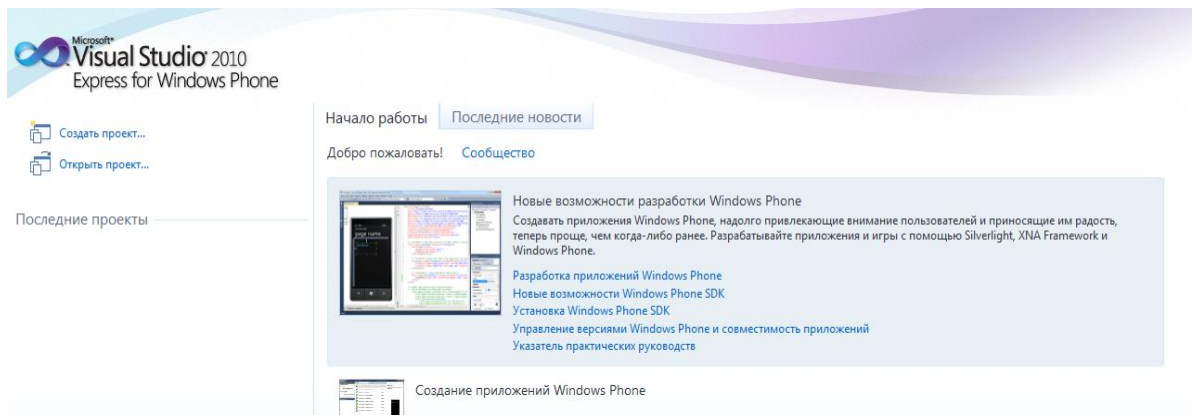 Microsoft®
Visual Studio® 2010
Express for Windows Phone
Создать проект...
Открыть проект...
Последние проекты
Начало работы Последние новости
Добро пожаловать! Сообщество
page name
Новые возможности разработки Windows Phone
Создавать приложения Windows Phone, надолго привлекающие внимание пользователей и приносящие им радость,
теперь проще, чем когда-либо ранее. Разрабатывайте приложения и игры с помощью Silverlight, XNA Framework и
Windows Phone.
Разработка приложений Windows Phone
Новые возможности Windows Phone SDK
Установка Windows Phone SDK
Управление версиями Windows Phone и совместимость приложений
Указатель практических руководств
Создание приложений Windows Phone